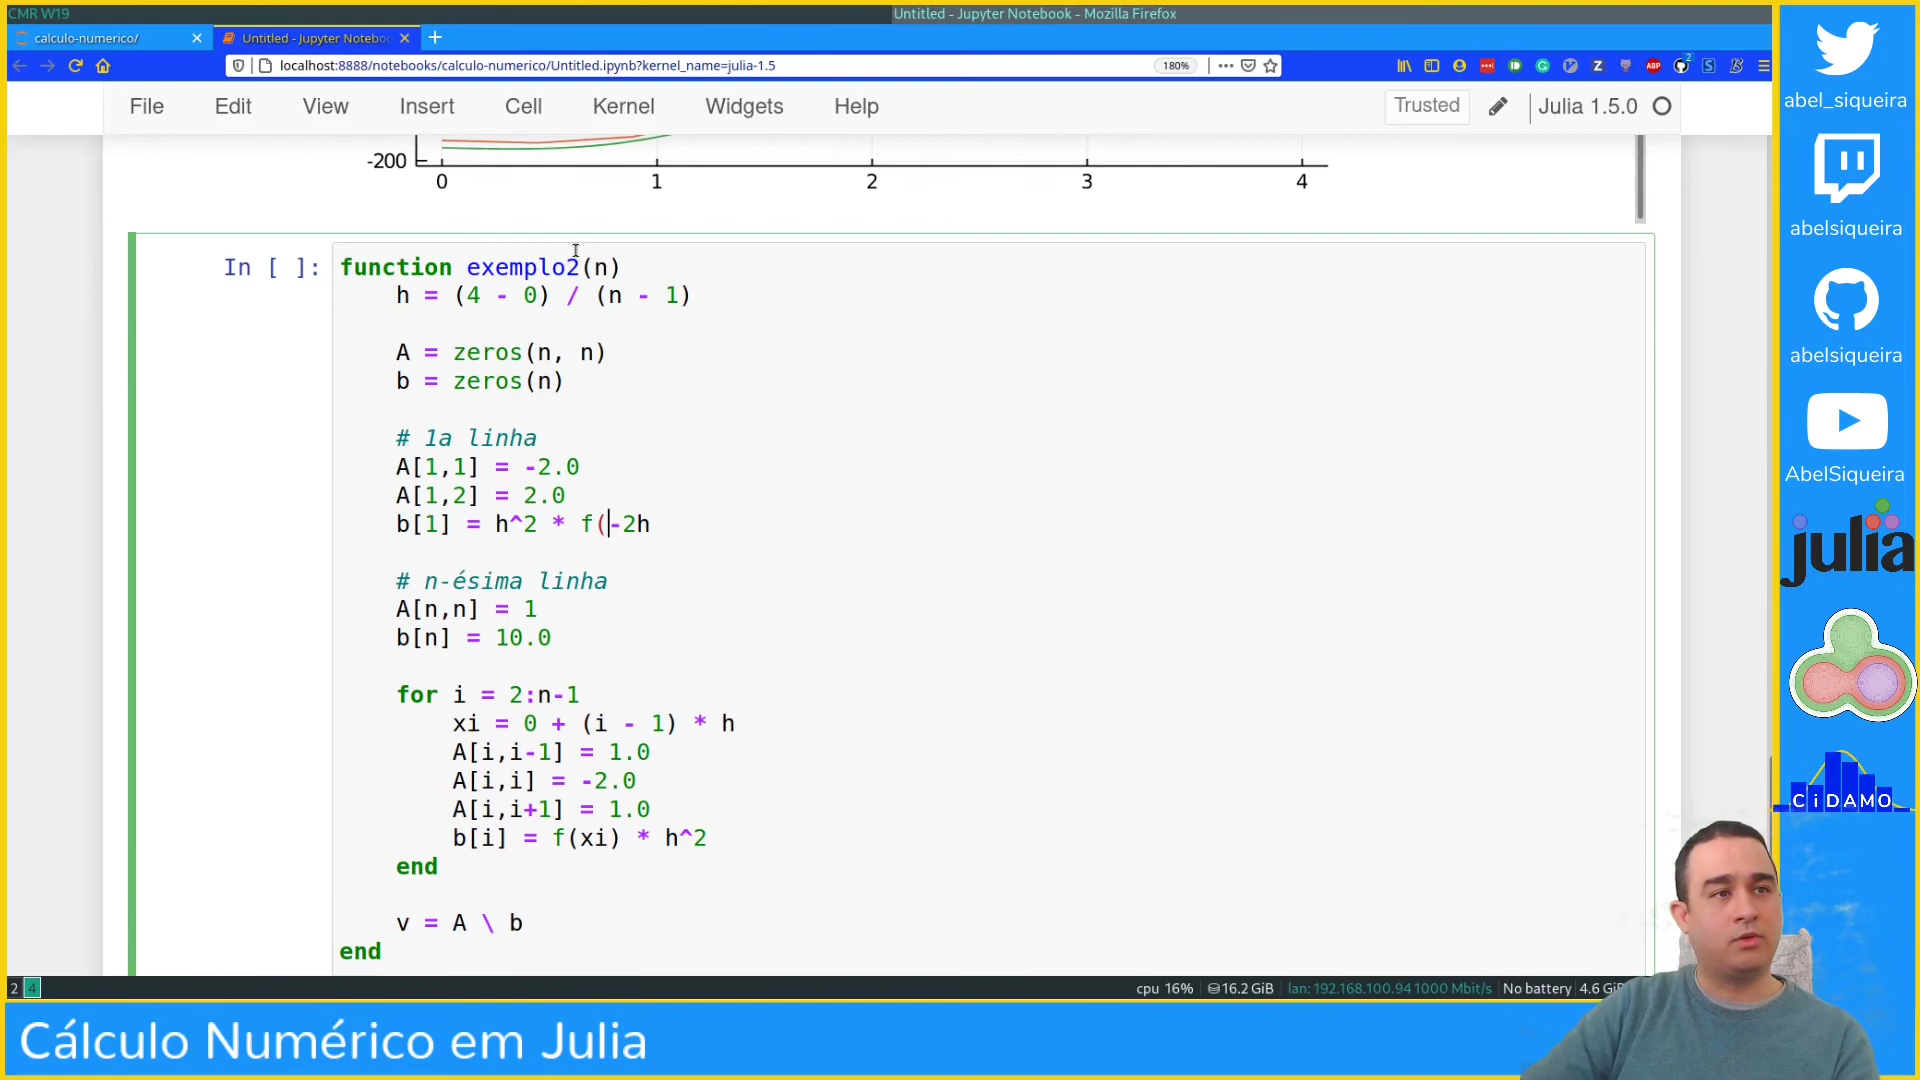 CMR W19
Untitled - Jupyter Notebook - Mozilla Firefox
calculo-numerico/
Untitled - Jupyter Noteboo
localhost:8888/notebooks/calculo-numerico/Untitled.ipynb?kernel_name=julia-1.5
180%
File Edit View Insert Cell Kernel Widgets Help
Trusted
Julia 1.5.0
-200
0 1 2 3 4
In [ ]:
function exemplo2(n)
h = (4 - 0) / (n - 1)
A = zeros(n, n)
b = zeros(n)
# 1a linha
A[1,1] = -2.0
A[1,2] = 2.0
b[1] = h^2 * f(-2h
# n-ésima linha
A[n,n] = 1
b[n] = 10.0
for i = 2:n-1
xi = 0 + (i - 1) * h
A[i,i-1] = 1.0
A[i,i] = -2.0
A[i,i+1] = 1.0
b[i] = f(xi) * h^2
end
v = A \ b
end
2 4
cpu 16% 16.2 GiB lan: 192.168.100.94 1000 Mbit/s No battery 4.6
Cálculo Numérico em Julia
abel_siqueira
abelsiqueira
abelsiqueira
AbelSiqueira
julia
CiDAMO